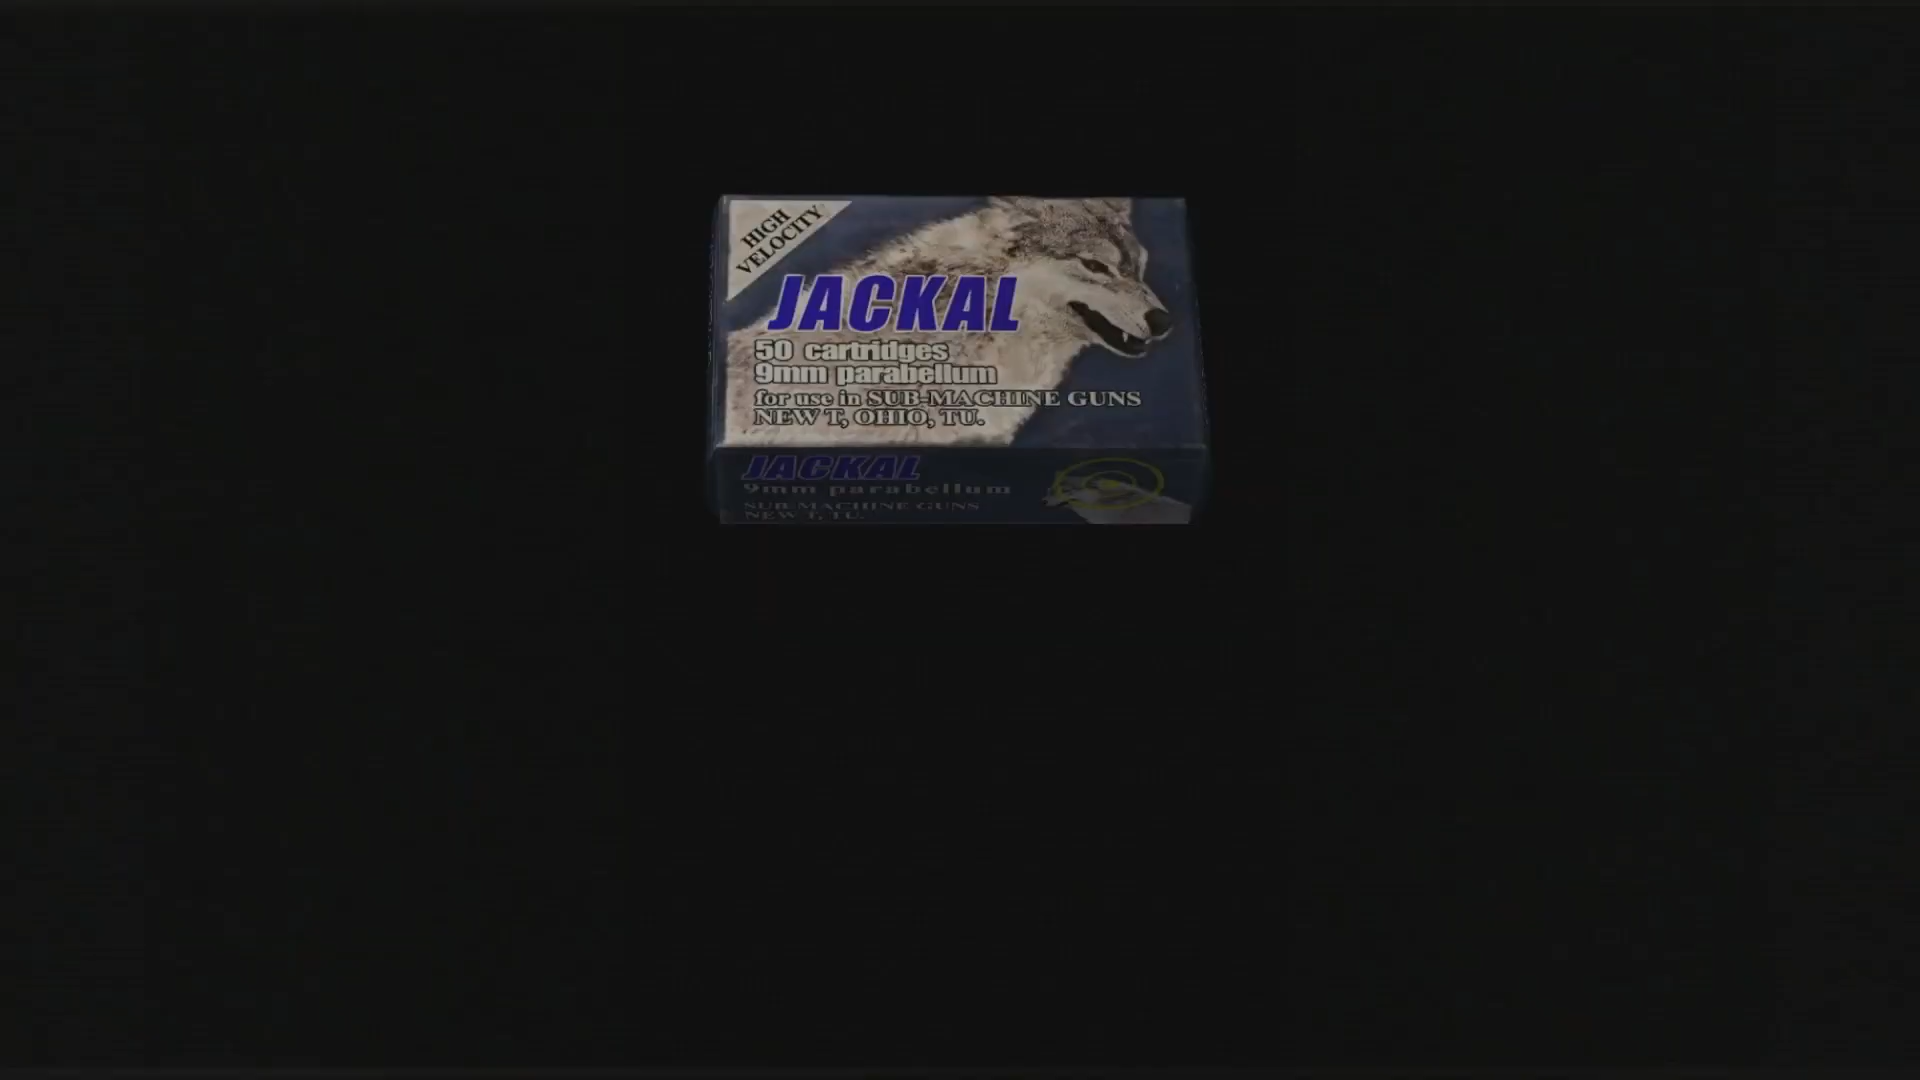 HIGH
VELOCITY
JACKAL
50 cartridges
9mm parabellum
for use in SUB-MACHINE GUNS
NEW T, OHIO, TU.
JACKAL
9mm parabellum
SUB-MACHINE GUNS
NEW T, TU.